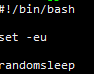 #!/bin/bash
set -eu
randomsleep